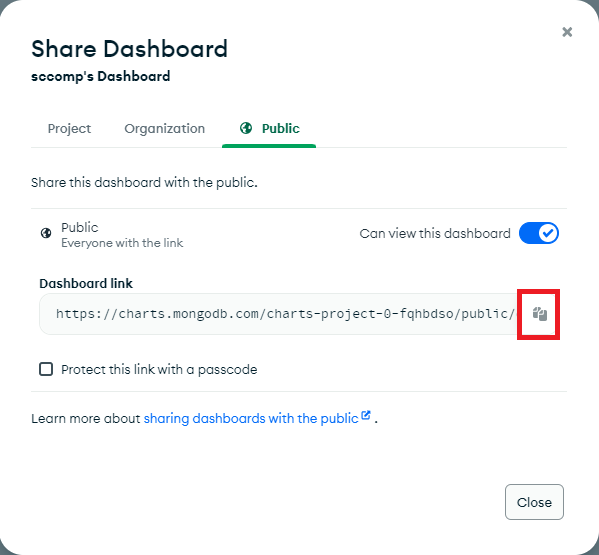 Share Dashboard
sccomp's Dashboard
Project Organization Public
Share this dashboard with the public.
Public
Everyone with the link
Can view this dashboard
Dashboard link
https://charts.mongodb.com/charts-project-0-fqhbdso/public/
Protect this link with a passcode
Learn more about sharing dashboards with the public .
Close